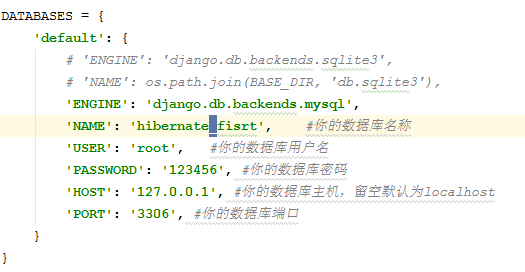 DATABASES = {
'default': {
# 'ENGINE': 'django.db.backends.sqlite3',
# 'NAME': os.path.join(BASE_DIR, 'db.sqlite3'),
'ENGINE': 'django.db.backends.mysql',
'NAME': 'hibernate_fisrt', #你的数据库名称
'USER': 'root', #你的数据库用户名
'PASSWORD': '123456', #你的数据库密码
'HOST': '127.0.0.1', #你的数据库主机，留空默认为localhost
'PORT': '3306', #你的数据库端口
}
}